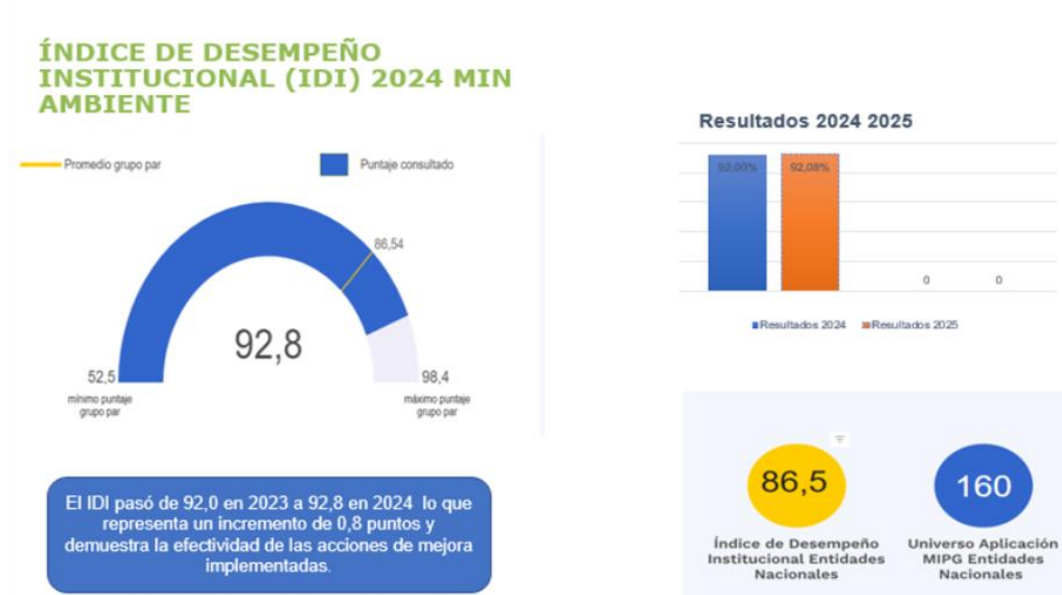 ÍNDICE DE DESEMPEÑO
INSTITUCIONAL (IDI) 2024 MIN
AMBIENTE
Promedio grupo par
Puntaje consultado
86,54
92,8
52,5
mínimo puntaje
grupo par
98,4
máximo puntaje
grupo par
El IDI pasó de 92,0 en 2023 a 92,8 en 2024 lo que
representa un incremento de 0,8 puntos y
demuestra la efectividad de las acciones de mejora
implementadas.
Resultados 2024 2025
92,00%
92,08%
0
0
Resultados 2024
Resultados 2025
86,5
Índice de Desempeño
Institucional Entidades
Nacionales
160
Universo Aplicación
MIPG Entidades
Nacionales